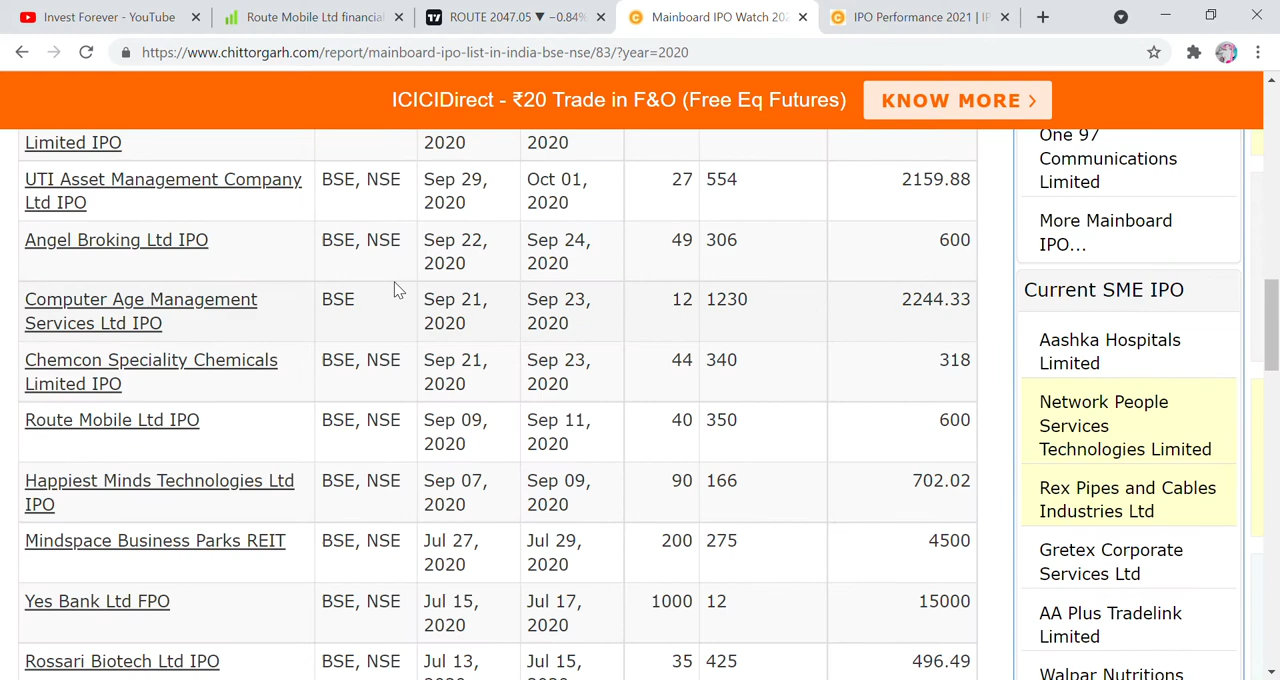 Invest Forever - YouTube
Route Mobile Ltd financial
ROUTE 2047.05 ▼ −0.84%
Mainboard IPO Watch 202
IPO Performance 2021 | IP
https://www.chittorgarh.com/report/mainboard-ipo-list-in-india-bse-nse/83/?year=2020
ICICIDirect - ₹20 Trade in F&O (Free Eq Futures)
KNOW MORE
Limited IPO
2020
2020
UTI Asset Management Company
Ltd IPO
BSE, NSE
Sep 29,
2020
Oct 01,
2020
27
554
2159.88
Angel Broking Ltd IPO
BSE, NSE
Sep 22,
2020
Sep 24,
2020
49
306
600
Computer Age Management
Services Ltd IPO
BSE
Sep 21,
2020
Sep 23,
2020
12
1230
2244.33
Chemcon Speciality Chemicals
Limited IPO
BSE, NSE
Sep 21,
2020
Sep 23,
2020
44
340
318
Route Mobile Ltd IPO
BSE, NSE
Sep 09,
2020
Sep 11,
2020
40
350
600
Happiest Minds Technologies Ltd
IPO
BSE, NSE
Sep 07,
2020
Sep 09,
2020
90
166
702.02
Mindspace Business Parks REIT
BSE, NSE
Jul 27,
2020
Jul 29,
2020
200
275
4500
Yes Bank Ltd FPO
BSE, NSE
Jul 15,
2020
Jul 17,
2020
1000
12
15000
Rossari Biotech Ltd IPO
BSE, NSE
Jul 13,
Jul 15,
35
425
496.49
One 97
Communications
Limited
More Mainboard
IPO...
Current SME IPO
Aashka Hospitals
Limited
Network People
Services
Technologies Limited
Rex Pipes and Cables
Industries Ltd
Gretex Corporate
Services Ltd
AA Plus Tradelink
Limited
Walpar Nutritions